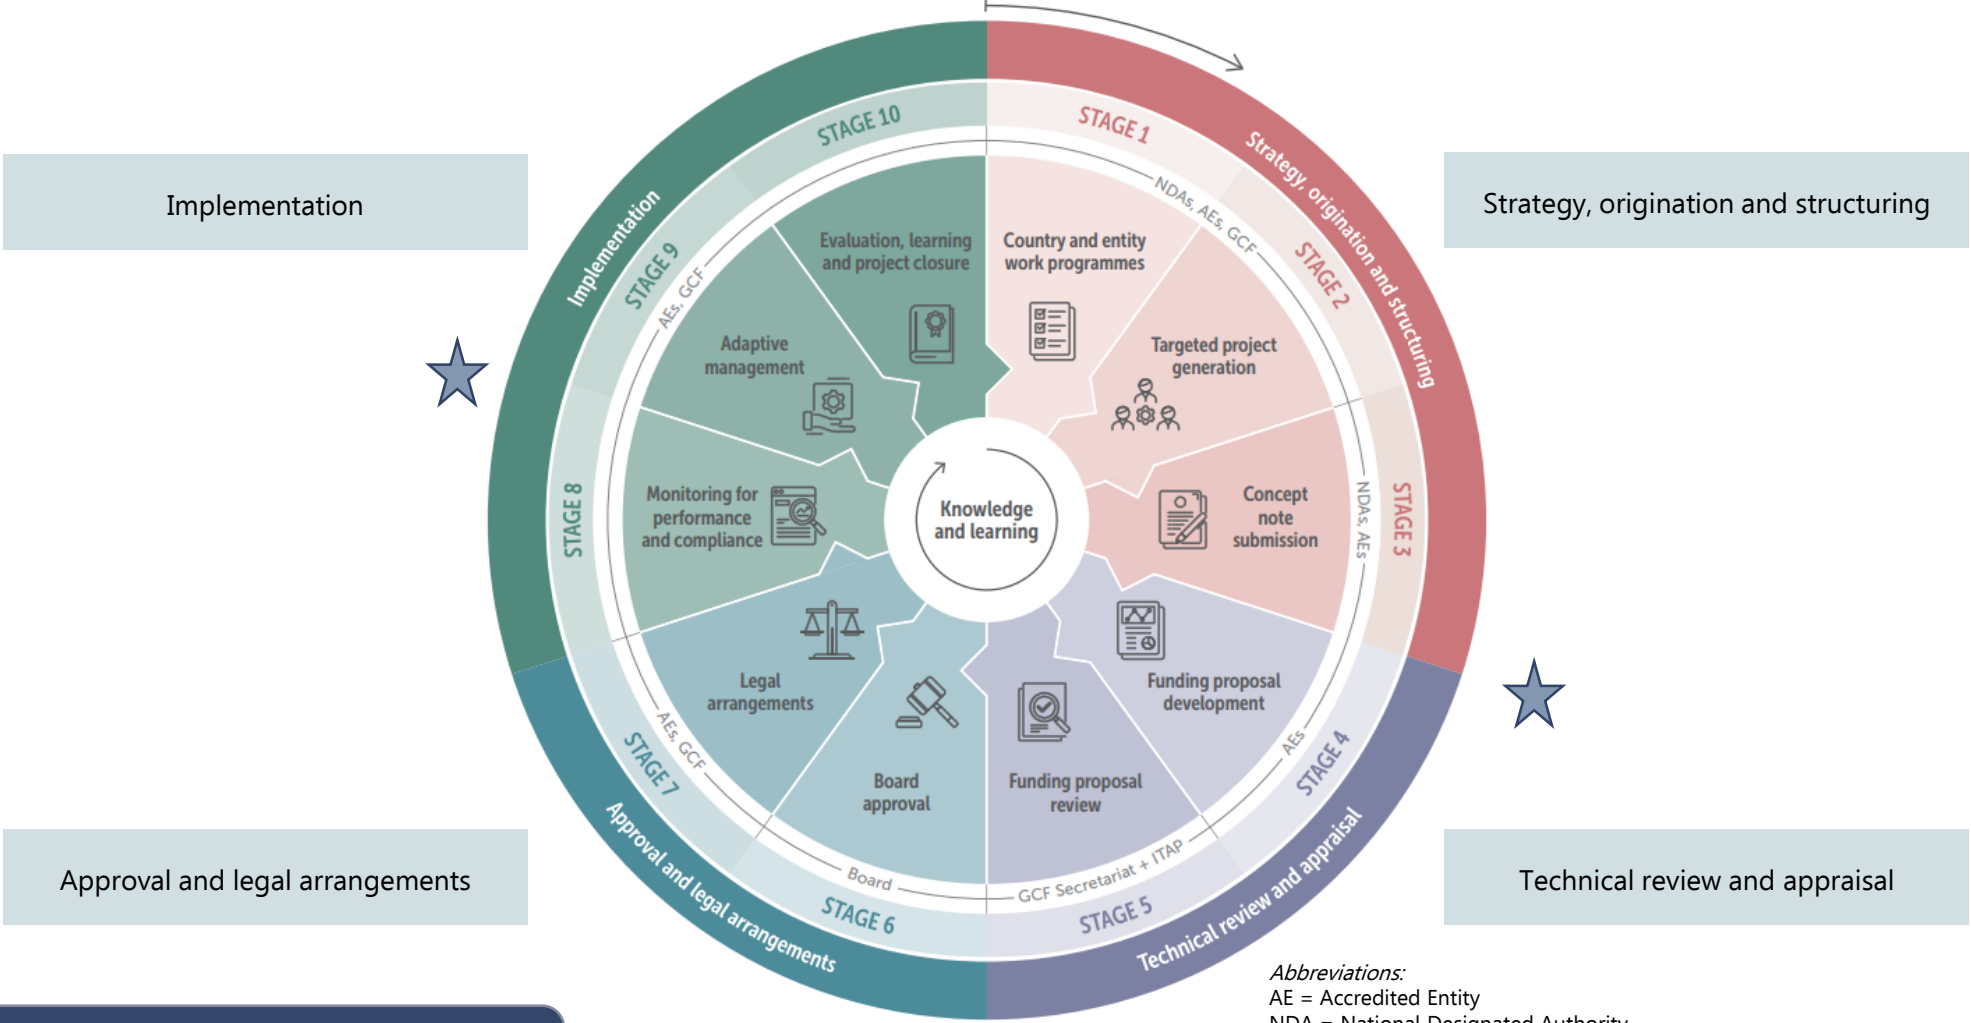 Implementation
Strategy, origination and structuring
Approval and legal arrangements
Technical review and appraisal
Strategy, origination and structuring
STAGE 1
Country and entity
work programmes
NDAs, AEs, GCF
STAGE 2
Targeted project
generation
STAGE 3
Concept
note
submission
NDAs, AEs
Technical review and appraisal
STAGE 4
Funding proposal
development
AEs
STAGE 5
Funding proposal
review
GCF Secretariat + ITAP
Approval and legal arrangements
STAGE 6
Board
approval
Board
STAGE 7
Legal
arrangements
AEs, GCF
Implementation
STAGE 8
Monitoring for
performance
and compliance
STAGE 9
Adaptive
management
AEs, GCF
STAGE 10
Evaluation, learning
and project closure
Knowledge
and learning
Abbreviations:
AE = Accredited Entity
NDA = National Designated Authority